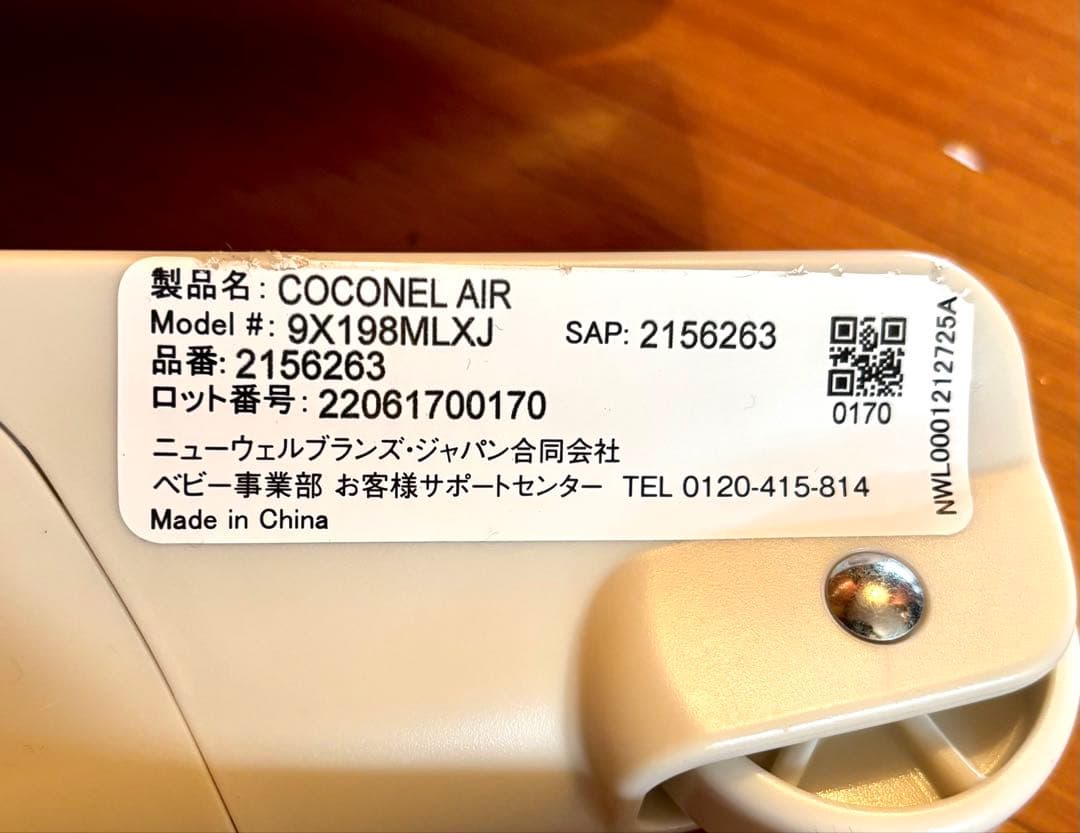 製品名: COCONEL AIR
Model #: 9X198MLXJ SAP: 2156263
品番: 2156263
ロット番号: 22061700170
ニューウェルブランズ・ジャパン合同会社
ベビー事業部 お客様サポートセンター TEL 0120-415-814
Made in China
0170
NWL0001212725A